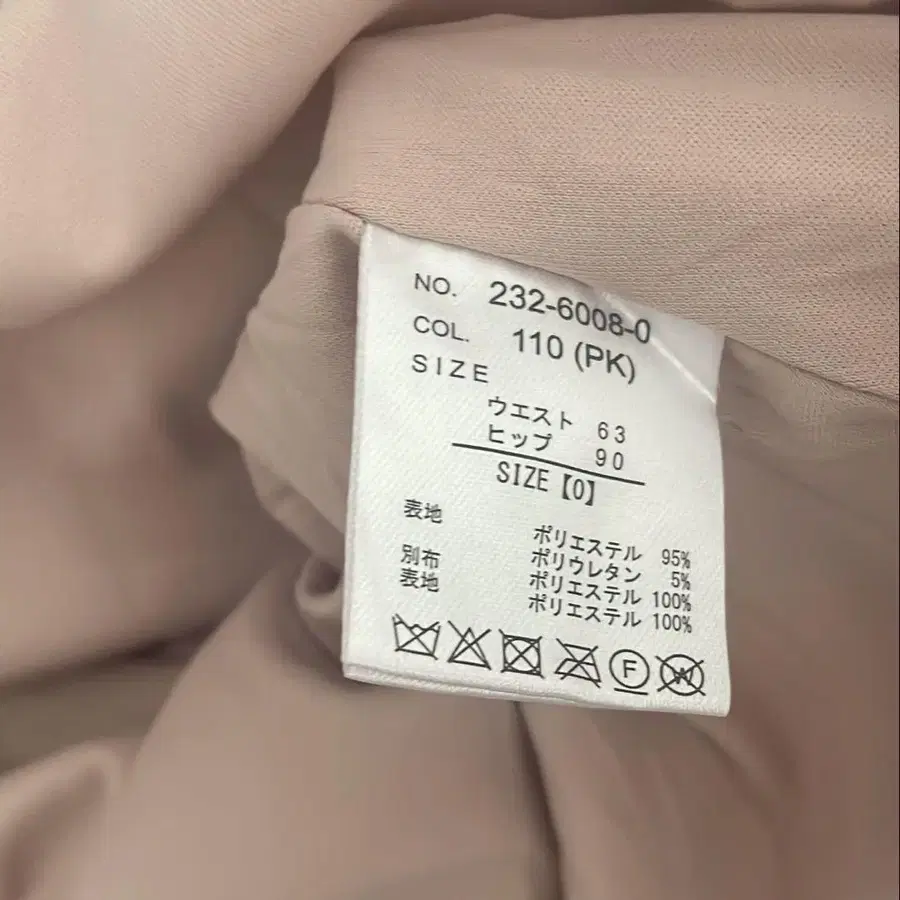 NO. 232-6008-0
COL. 110 (PK)
SIZE
ウエスト 63
ヒップ 90
SIZE【0】
表地 ポリエステル 95%
ポリウレタン 5%
別布 ポリエステル 100%
表地 ポリエステル 100%
F W